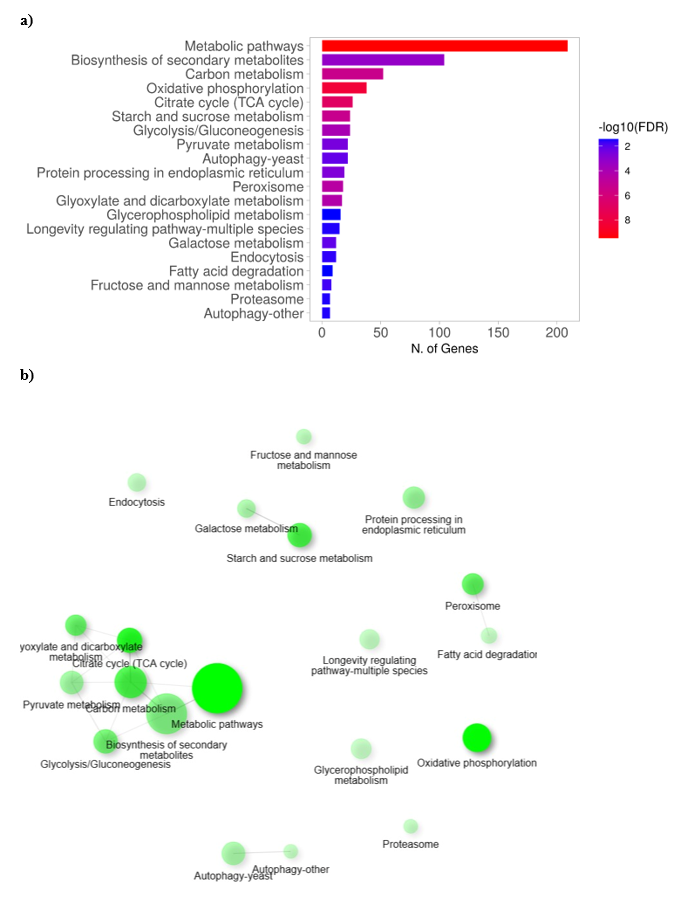 a)
Metabolic pathways
Biosynthesis of secondary metabolites
Carbon metabolism
Oxidative phosphorylation
Citrate cycle (TCA cycle)
Starch and sucrose metabolism
Glycolysis/Gluconeogenesis
Pyruvate metabolism
Autophagy-yeast
Protein processing in endoplasmic reticulum
Peroxisome
Glyoxylate and dicarboxylate metabolism
Glycerophospholipid metabolism
Longevity regulating pathway-multiple species
Galactose metabolism
Endocytosis
Fatty acid degradation
Fructose and mannose metabolism
Proteasome
Autophagy-other
0 50 100 150 200
N. of Genes
-log10(FDR)
2
4
6
8
b)
Fructose and mannose
metabolism
Endocytosis
Galactose metabolism
Protein processing in
endoplasmic reticulum
Starch and sucrose metabolism
Peroxisome
yoxylate and dicarboxylate
metabolism
Citrate cycle (TCA cycle)
Longevity regulating
pathway-multiple species
Fatty acid degradation
Pyruvate metabolism
Carbon metabolism
Metabolic pathways
Biosynthesis of secondary
metabolites
Glycolysis/Gluconeogenesis
Glycerophospholipid
metabolism
Oxidative phosphorylation
Proteasome
Autophagy-yeast
Autophagy-other